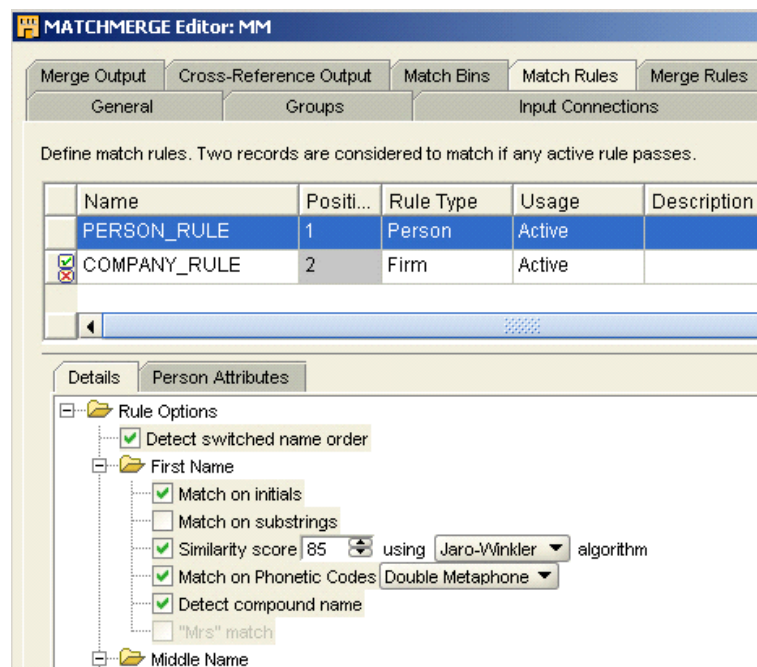 MATCHMERGE Editor: MM
Merge Output Cross-Reference Output Match Bins Match Rules Merge Rules
General Groups Input Connections
Define match rules. Two records are considered to match if any active rule passes.
Name Positi... Rule Type Usage Description
PERSON_RULE 1 Person Active
COMPANY_RULE 2 Firm Active
Details Person Attributes
Rule Options
Detect switched name order
First Name
Match on initials
Match on substrings
Similarity score 85 using Jaro-Winkler algorithm
Match on Phonetic Codes Double Metaphone
Detect compound name
"Mrs" match
Middle Name